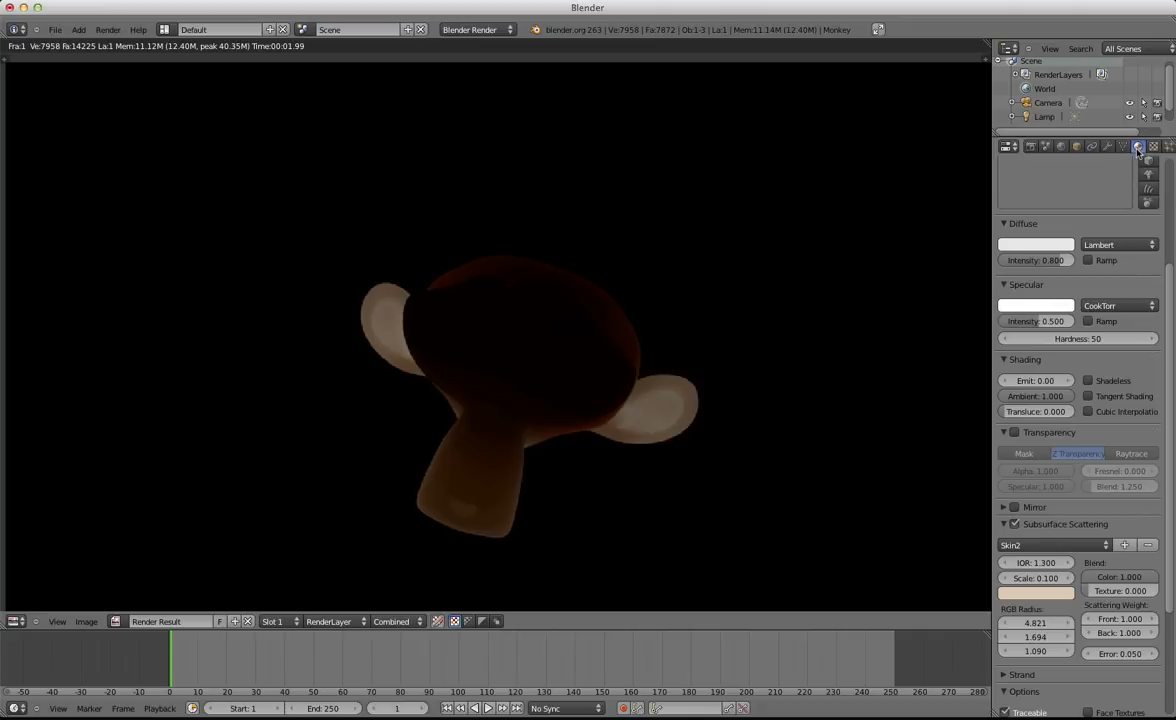 Blender
File Add Render Help Default Scene Blender Render blender.org 263 | Ve:7958 | Fa:7872 | Ob:1-3 | La:1 | Mem:11.14M (12.40M) | Monkey
Fra:1 Ve:7958 Fa:14225 La:1 Mem:11.12M (12.40M, peak 40.35M) Time:00:01.99
View Search All Scenes
Scene
RenderLayers
World
Camera
Lamp
Diffuse
Lambert
Intensity: 0.800 Ramp
Specular
CookTorr
Intensity: 0.500 Ramp
Hardness: 50
Shading
Emit: 0.00 Shadeless
Ambient: 1.000 Tangent Shading
Transluce: 0.000 Cubic Interpolatio
Transparency
Mask Z Transparency Raytrace
Alpha: 1.000 Fresnel: 0.000
Specular: 1.000 Blend: 1.250
Mirror
Subsurface Scattering
Skin2
IOR: 1.300 Blend:
Scale: 0.100 Color: 1.000
Texture: 0.000
RGB Radius: Scattering Weight:
4.821 Front: 1.000
1.694 Back: 1.000
1.090 Error: 0.050
Strand
Options
Traceable Face Textures
View Image Render Result F Slot 1 RenderLayer Combined
-50 -40 -30 -20 -10 0 10 20 30 40 50 60 70 80 90 100 110 120 130 140 150 160 170 180 190 200 210 220 230 240 250 260 270 280
View Marker Frame Playback Start: 1 End: 250 1 No Sync